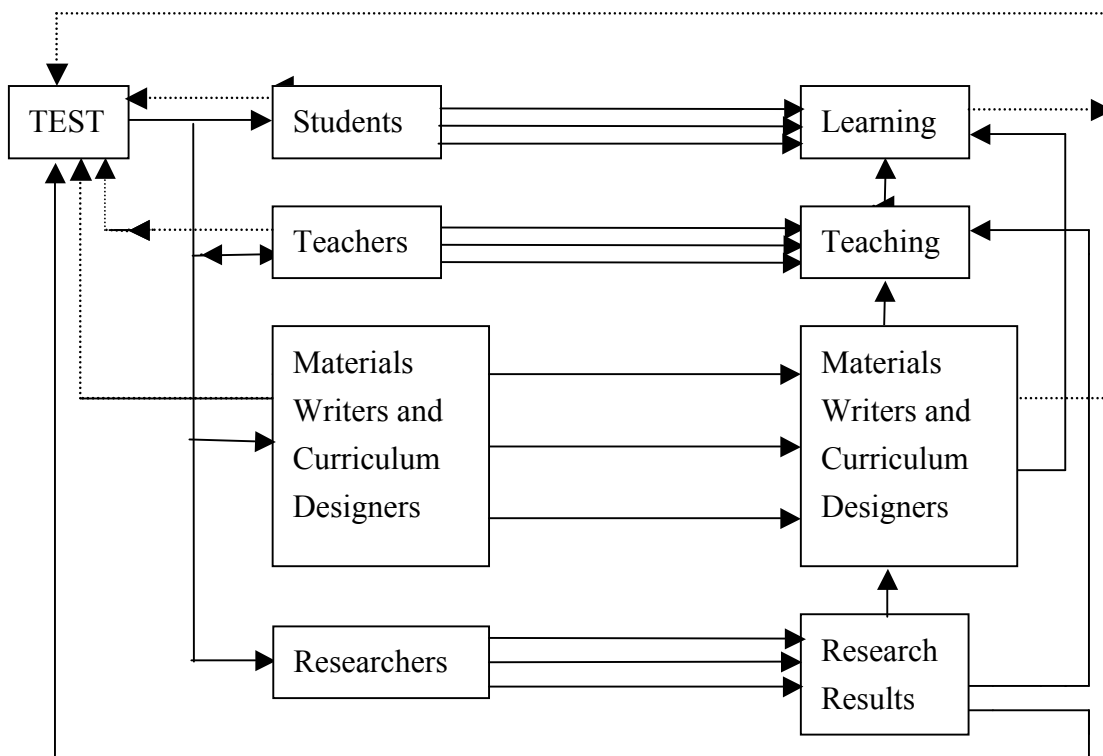 TEST
Students
Learning
Teachers
Teaching
Materials
Writers and
Curriculum
Designers
Materials
Writers and
Curriculum
Designers
Researchers
Research
Results